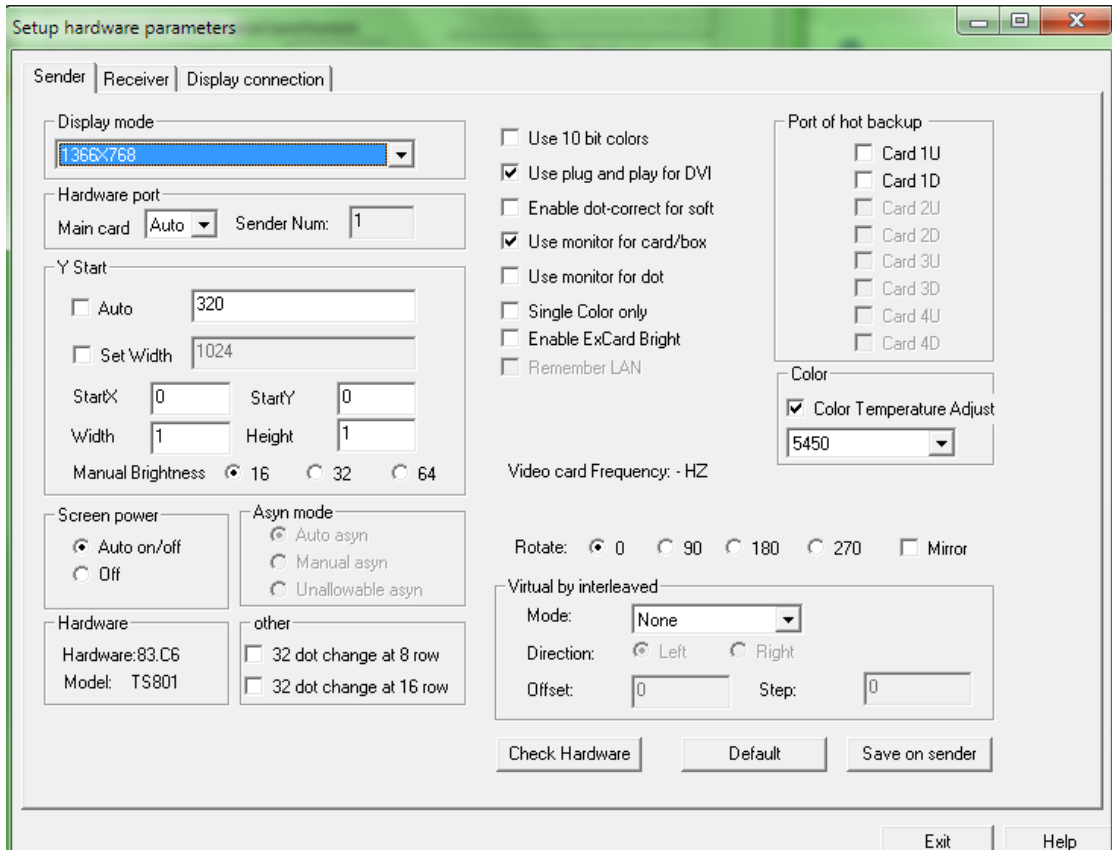 Setup hardware parameters
Sender
Receiver
Display connection
Display mode
1366X768
Hardware port
Main card
Auto
Sender Num:
1
Y Start
Auto
320
Set Width
1024
StartX
0
StartY
0
Width
1
Height
1
Manual Brightness
16
32
64
Screen power
Auto on/off
Off
Asyn mode
Auto asyn
Manual asyn
Unallowable asyn
Hardware
Hardware:83.C6
Model: TS801
other
32 dot change at 8 row
32 dot change at 16 row
Use 10 bit colors
Use plug and play for DVI
Enable dot-correct for soft
Use monitor for card/box
Use monitor for dot
Single Color only
Enable ExCard Bright
Remember LAN
Port of hot backup
Card 1U
Card 1D
Card 2U
Card 2D
Card 3U
Card 3D
Card 4U
Card 4D
Color
Color Temperature Adjust
5450
Video card Frequency: - HZ
Rotate:
0
90
180
270
Mirror
Virtual by interleaved
Mode:
None
Direction:
Left
Right
Offset:
0
Step:
0
Check Hardware
Default
Save on sender
Exit
Help